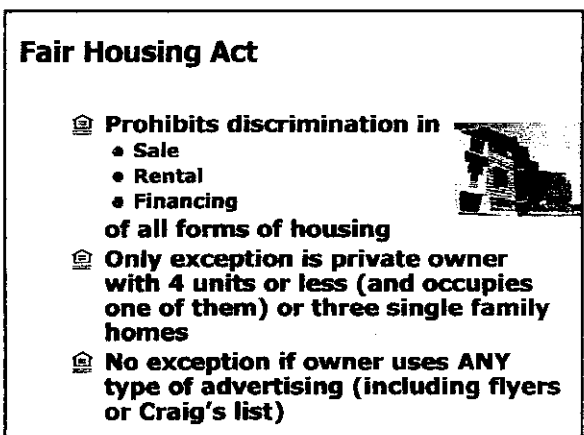 Fair Housing Act
Prohibits discrimination in
• Sale
• Rental
• Financing
of all forms of housing
Only exception is private owner
with 4 units or less (and occupies
one of them) or three single family
homes
No exception if owner uses ANY
type of advertising (including flyers
or Craig's list)